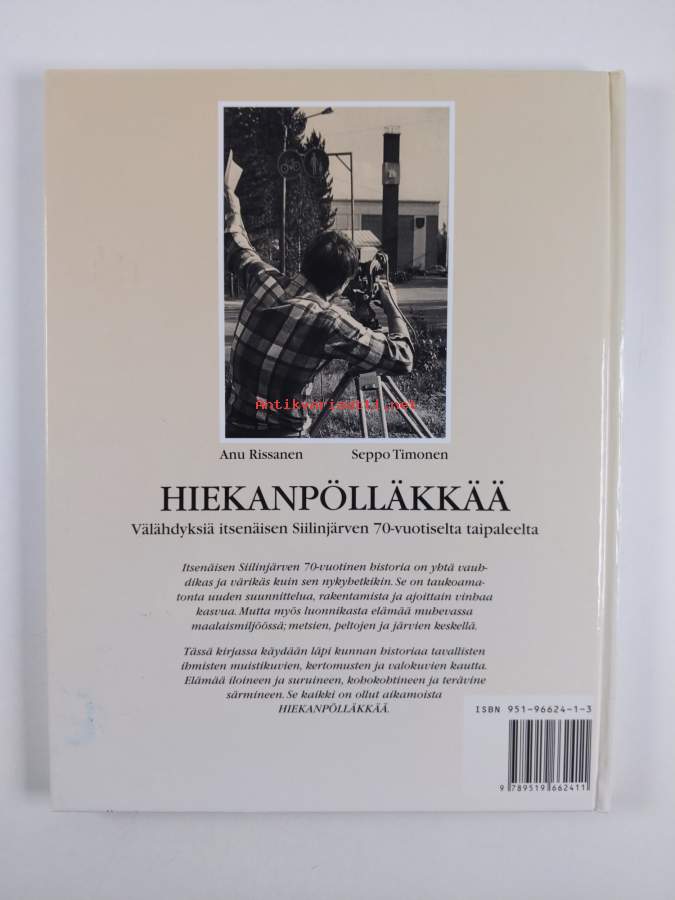 Antikvariaatti.net
Anu Rissanen Seppo Timonen
HIEKANPÖLLÄKKÄÄ
Välähdyksiä itsenäisen Siilinjärven 70-vuotiselta taipaleelta
Itsenäisen Siilinjärven 70-vuotinen historia on yhtä vauh-
dikas ja värikäs kuin sen nykyhetkikin. Se on taukoama-
tonta uuden suunnittelua, rakentamista ja ajoittain vinhaa
kasvua. Mutta myös luonnikasta elämää muhevassa
maalaismiljöössä; metsien, peltojen ja järvien keskellä.
Tässä kirjassa käydään läpi kunnan historiaa tavallisten
ihmisten muistikuvien, kertomusten ja valokuvien kautta.
Elämää iloineen ja suruineen, kohokohtineen ja terävine
särmineen. Se kaikki on ollut aikamoista
HIEKANPÖLLÄKKÄÄ.
ISBN 951-96624-1-3
9 789519 662411